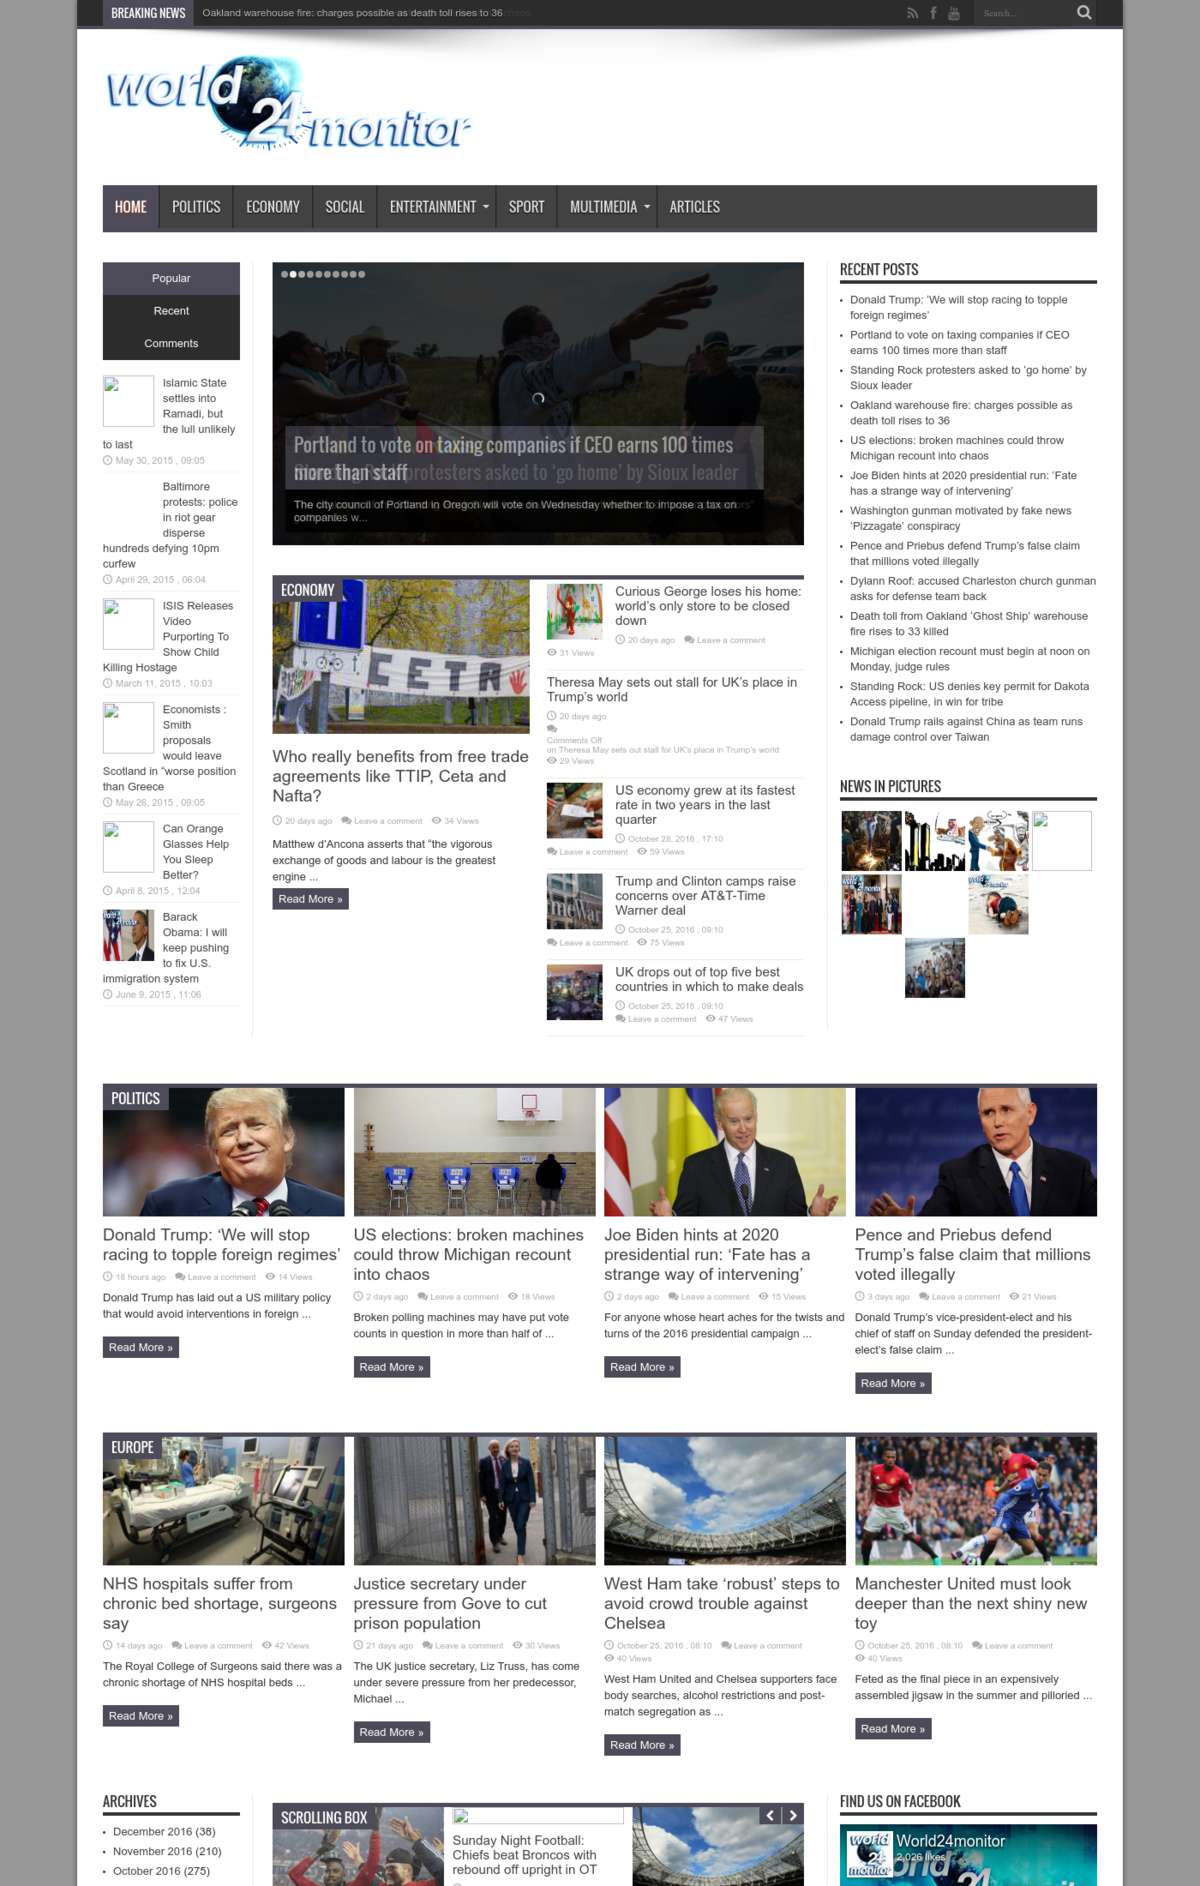 BREAKING NEWS
Oakland warehouse fire: charges possible as death toll rises to 36
Search...
world
24
monitor
HOME
POLITICS
ECONOMY
SOCIAL
ENTERTAINMENT
SPORT
MULTIMEDIA
ARTICLES
Popular
Recent
Comments
Islamic State
settles into
Ramadi, but
the lull unlikely
to last
May 30, 2015 , 09:05
Baltimore
protests: police
in riot gear
disperse
hundreds defying 10pm
curfew
April 29, 2015 , 06:04
ISIS Releases
Video
Purporting To
Show Child
Killing Hostage
March 11, 2015 , 10:03
Economists :
Smith
proposals
would leave
Scotland in “worse position
than Greece
May 26, 2015 , 09:05
Can Orange
Glasses Help
You Sleep
Better?
April 8, 2015 , 12:04
Barack
Obama: I will
keep pushing
to fix U.S.
immigration system
June 9, 2015 , 11:06
Portland to vote on taxing companies if CEO earns 100 times
more than staff
protesters asked to ‘go home’ by Sioux leader
The city council of Portland in Oregon will vote on Wednesday whether to impose a tax on
companies w...
ECONOMY
CETA
Who really benefits from free trade
agreements like TTIP, Ceta and
Nafta?
20 days ago Leave a comment 34 Views
Matthew d’Ancona asserts that “the vigorous
exchange of goods and labour is the greatest
engine ...
Read More »
Curious George loses his home:
world’s only store to be closed
down
20 days ago Leave a comment
31 Views
Theresa May sets out stall for UK’s place in
Trump’s world
20 days ago
Comments Off
on Theresa May sets out stall for UK’s place in Trump’s world
29 Views
US economy grew at its fastest
rate in two years in the last
quarter
October 28, 2016 , 17:10
Leave a comment 59 Views
Trump and Clinton camps raise
concerns over AT&T-Time
Warner deal
October 25, 2016 , 09:10
Leave a comment 75 Views
UK drops out of top five best
countries in which to make deals
October 25, 2016 , 09:10
Leave a comment 47 Views
RECENT POSTS
Donald Trump: ‘We will stop racing to topple
foreign regimes’
Portland to vote on taxing companies if CEO
earns 100 times more than staff
Standing Rock protesters asked to ‘go home’ by
Sioux leader
Oakland warehouse fire: charges possible as
death toll rises to 36
US elections: broken machines could throw
Michigan recount into chaos
Joe Biden hints at 2020 presidential run: ‘Fate
has a strange way of intervening’
Washington gunman motivated by fake news
‘Pizzagate’ conspiracy
Pence and Priebus defend Trump’s false claim
that millions voted illegally
Dylann Roof: accused Charleston church gunman
asks for defense team back
Death toll from Oakland ‘Ghost Ship’ warehouse
fire rises to 33 killed
Michigan election recount must begin at noon on
Monday, judge rules
Standing Rock: US denies key permit for Dakota
Access pipeline, in win for tribe
Donald Trump rails against China as team runs
damage control over Taiwan
NEWS IN PICTURES
POLITICS
Donald Trump: ‘We will stop
racing to topple foreign regimes’
16 hours ago Leave a comment 14 Views
Donald Trump has laid out a US military policy
that would avoid interventions in foreign ...
Read More »
US elections: broken machines
could throw Michigan recount
into chaos
2 days ago Leave a comment 18 Views
Broken polling machines may have put vote
counts in question in more than half of ...
Read More »
Joe Biden hints at 2020
presidential run: ‘Fate has a
strange way of intervening’
2 days ago Leave a comment 15 Views
For anyone whose heart aches for the twists and
turns of the 2016 presidential campaign ...
Read More »
Pence and Priebus defend
Trump’s false claim that millions
voted illegally
3 days ago Leave a comment 21 Views
Donald Trump’s vice-president-elect and his
chief of staff on Sunday defended the president-
elect’s false claim ...
Read More »
EUROPE
NHS hospitals suffer from
chronic bed shortage, surgeons
say
14 days ago Leave a comment 42 Views
The Royal College of Surgeons said there was a
chronic shortage of NHS hospital beds ...
Read More »
Justice secretary under
pressure from Gove to cut
prison population
21 days ago Leave a comment 30 Views
The UK justice secretary, Liz Truss, has come
under severe pressure from her predecessor,
Michael ...
Read More »
West Ham take ‘robust’ steps to
avoid crowd trouble against
Chelsea
October 25, 2016 , 08:10 Leave a comment
40 Views
West Ham United and Chelsea supporters face
body searches, alcohol restrictions and post-
match segregation as ...
Read More »
Manchester United must look
deeper than the next shiny new
toy
October 25, 2016 , 08:10 Leave a comment
40 Views
Feted as the final piece in an expensively
assembled jigsaw in the summer and pilloried ...
Read More »
ARCHIVES
December 2016 (38)
November 2016 (210)
October 2016 (275)
SCROLLING BOX
Sunday Night Football:
Chiefs beat Broncos with
rebound off upright in OT
FIND US ON FACEBOOK
World24monitor
2,026 likes